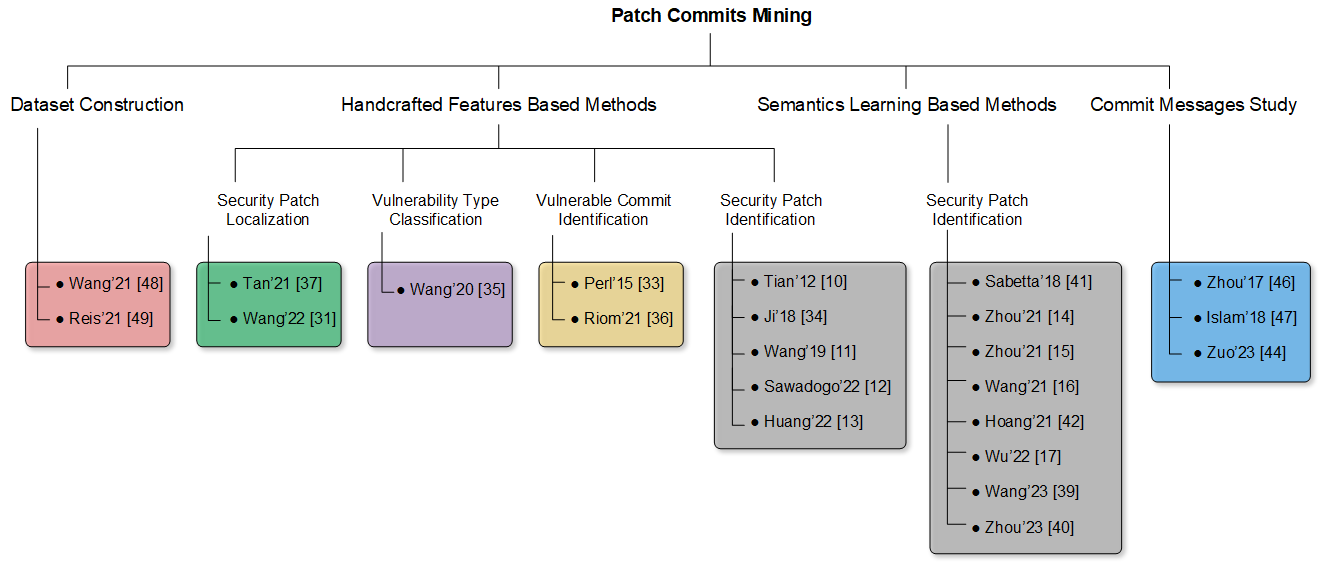 Patch Commits Mining
Dataset Construction
Handcrafted Features Based Methods
Semantics Learning Based Methods
Commit Messages Study
Security Patch
Localization
Vulnerability Type
Classification
Vulnerable Commit
Identification
Security Patch
Identification
Security Patch
Identification
● Wang’21 [48]
● Reis’21 [49]
● Tan’21 [37]
● Wang’22 [31]
● Wang’20 [35]
● Perl’15 [33]
● Riom’21 [36]
● Tian’12 [10]
● Ji’18 [34]
● Wang’19 [11]
● Sawadogo’22 [12]
● Huang’22 [13]
● Sabetta’18 [41]
● Zhou’21 [14]
● Zhou’21 [15]
● Wang’21 [16]
● Hoang’21 [42]
● Wu’22 [17]
● Wang’23 [39]
● Zhou’23 [40]
● Zhou’17 [46]
● Islam’18 [47]
● Zuo’23 [44]